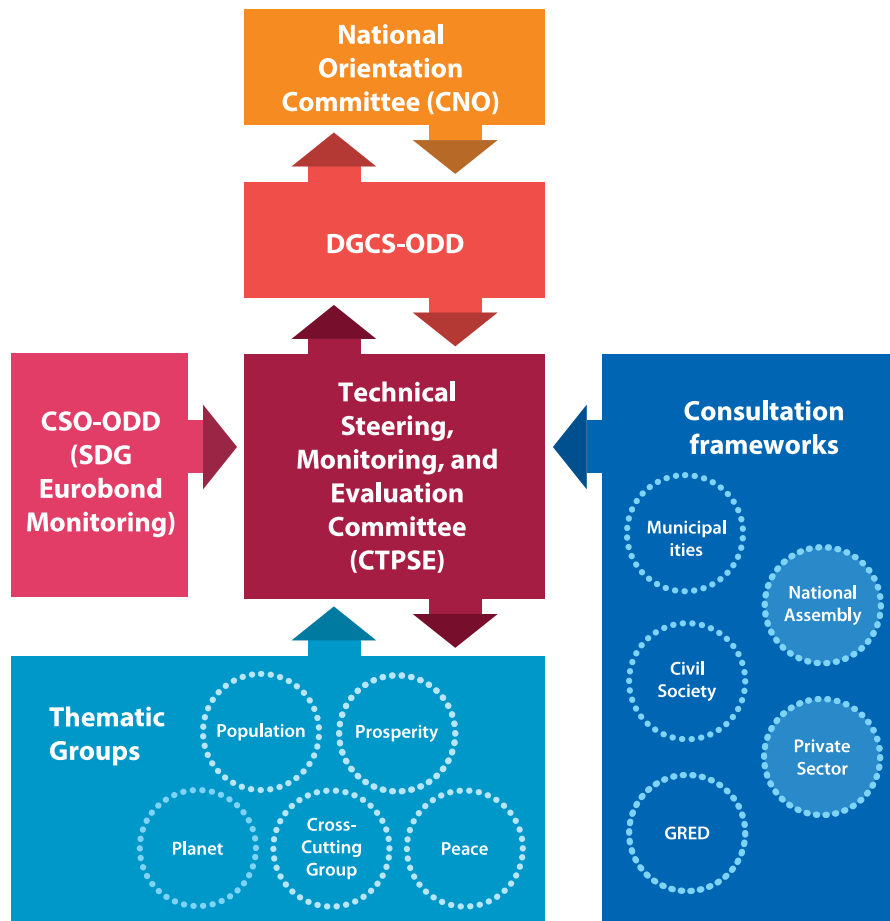 National
Orientation
Committee (CNO)
DGCS-ODD
CSO-ODD
(SDG
Eurobond
Monitoring)
Technical
Steering,
Monitoring, and
Evaluation
Committee
(CTPSE)
Consultation
frameworks
Municipal
ities
National
Assembly
Civil
Society
Private
Sector
GRED
Thematic
Groups
Population
Prosperity
Planet
Cross-
Cutting
Group
Peace